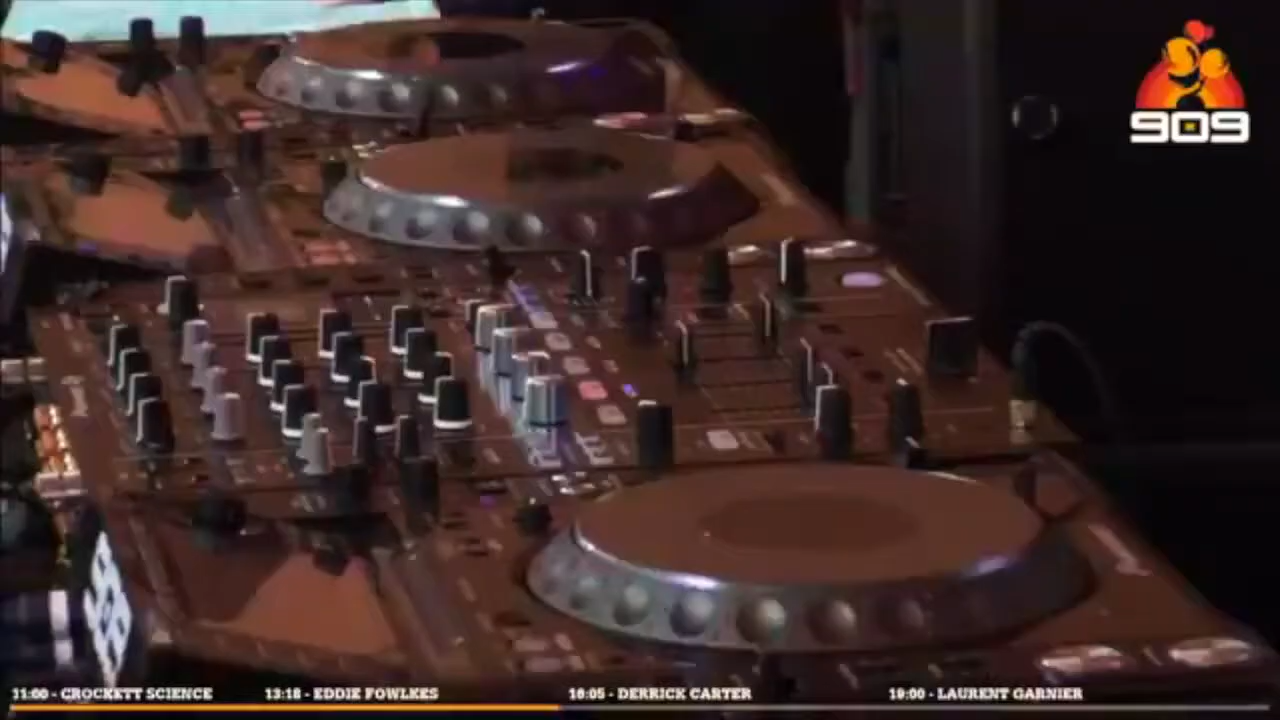 909
11:00 - CROCKETT SCIENCE 13:18 - EDDIE FOWLKES 16:05 - DERRICK CARTER 19:00 - LAURENT GARNIER